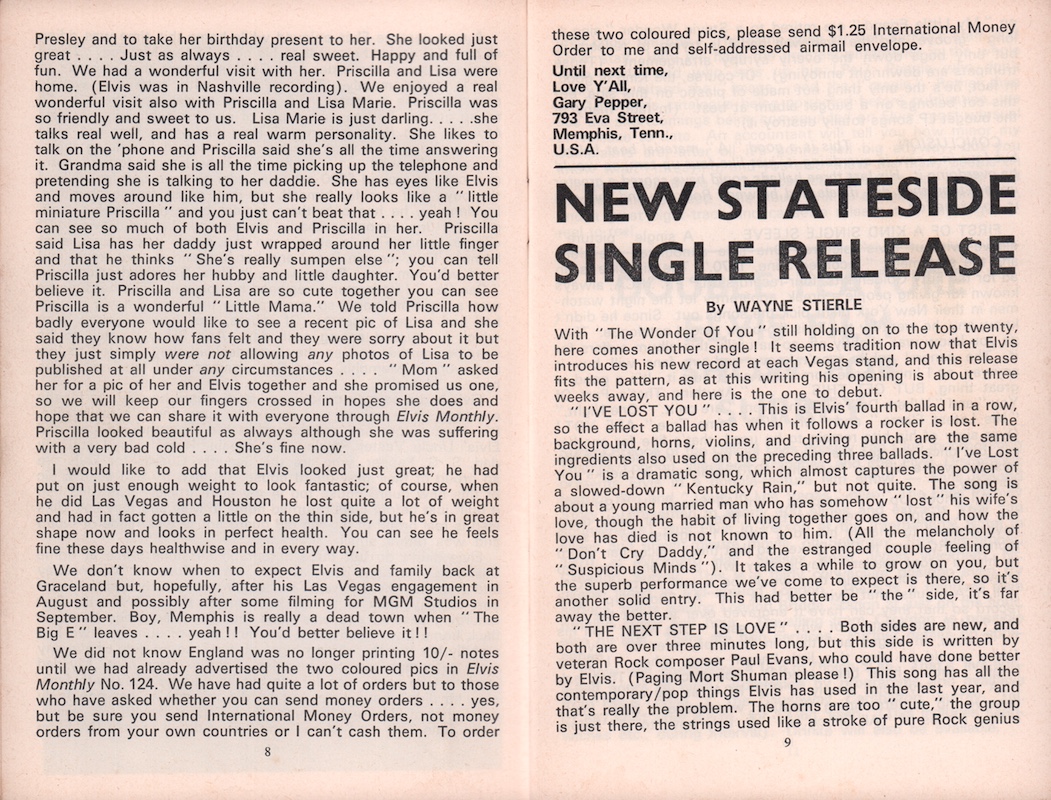 Presley and to take her birthday present to her. She looked just
great . . . . Just as always . . . . real sweet. Happy and full of
fun. We had a wonderful visit with her. Priscilla and Lisa were
home. (Elvis was in Nashville recording). We enjoyed a real
wonderful visit also with Priscilla and Lisa Marie. Priscilla was
so friendly and sweet to us. Lisa Marie is just darling. . . . .she
talks real well, and has a real warm personality. She likes to
talk on the 'phone and Priscilla said she's all the time answering
it. Grandma said she is all the time picking up the telephone and
pretending she is talking to her daddie. She has eyes like Elvis
and moves around like him, but she really looks like a " little
miniature Priscilla " and you just can't beat that . . . . yeah ! You
can see so much of both Elvis and Priscilla in her. Priscilla
said Lisa has her daddy just wrapped around her little finger
and that he thinks " She's really sumpen else "; you can tell
Priscilla just adores her hubby and little daughter. You'd better
believe it. Priscilla and Lisa are so cute together you can see
Priscilla is a wonderful " Little Mama." We told Priscilla how
badly everyone would like to see a recent pic of Lisa and she
said they know how fans felt and they were sorry about it but
they just simply were not allowing any photos of Lisa to be
published at all under any circumstances . . . . " Mom " asked
her for a pic of her and Elvis together and she promised us one,
so we will keep our fingers crossed in hopes she does and
hope that we can share it with everyone through Elvis Monthly.
Priscilla looked beautiful as always although she was suffering
with a very bad cold . . . . She's fine now.
I would like to add that Elvis looked just great; he had
put on just enough weight to look fantastic; of course, when
he did Las Vegas and Houston he lost quite a lot of weight
and had in fact gotten a little on the thin side, but he's in great
shape now and looks in perfect health. You can see he feels
fine these days healthwise and in every way.
We don't know when to expect Elvis and family back at
Graceland but, hopefully, after his Las Vegas engagement in
August and possibly after some filming for MGM Studios in
September. Boy, Memphis is really a dead town when " The
Big E " leaves . . . . yeah ! ! You'd better believe it ! !
We did not know England was no longer printing 10/- notes
until we had already advertised the two coloured pics in Elvis
Monthly No. 124. We have had quite a lot of orders but to those
who have asked whether you can send money orders . . . . yes,
but be sure you send International Money Orders, not money
orders from your own countries or I can't cash them. To order
8
these two coloured pics, please send $1.25 International Money
Order to me and self-addressed airmail envelope.
Until next time,
Love Y'All,
Gary Pepper,
793 Eva Street,
Memphis, Tenn.,
U.S.A.
NEW STATESIDE
SINGLE RELEASE
By WAYNE STIERLE
With " The Wonder Of You " still holding on to the top twenty,
here comes another single ! It seems tradition now that Elvis
introduces his new record at each Vegas stand, and this release
fits the pattern, as at this writing his opening is about three
weeks away, and here is the one to debut.
" I'VE LOST YOU " . . . . This is Elvis' fourth ballad in a row,
so the effect a ballad has when it follows a rocker is lost. The
background, horns, violins, and driving punch are the same
ingredients also used on the preceding three ballads. " I've Lost
You " is a dramatic song, which almost captures the power of
a slowed-down " Kentucky Rain," but not quite. The song is
about a young married man who has somehow " lost " his wife's
love, though the habit of living together goes on, and how the
love has died is not known to him. (All the melancholy of
" Don't Cry Daddy," and the estranged couple feeling of
" Suspicious Minds "). It takes a while to grow on you, but
the superb performance we've come to expect is there, so it's
another solid entry. This had better be " the " side, it's far
away the better.
" THE NEXT STEP IS LOVE " . . . . Both sides are new, and
both are over three minutes long, but this side is written by
veteran Rock composer Paul Evans, who could have done better
by Elvis. (Paging Mort Shuman please !) This song has all the
contemporary/pop things Elvis has used in the last year, and
that's really the problem. The horns are too " cute," the group
is just there, the strings used like a stroke of pure Rock genius
9